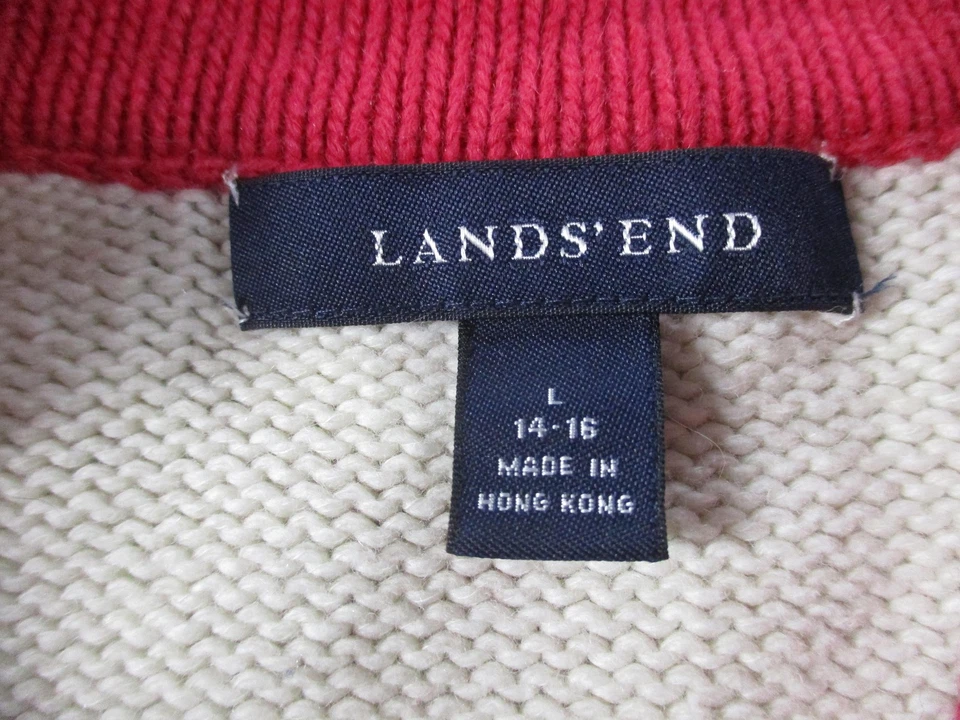 LANDS' END
L
14-16
MADE IN
HONG KONG